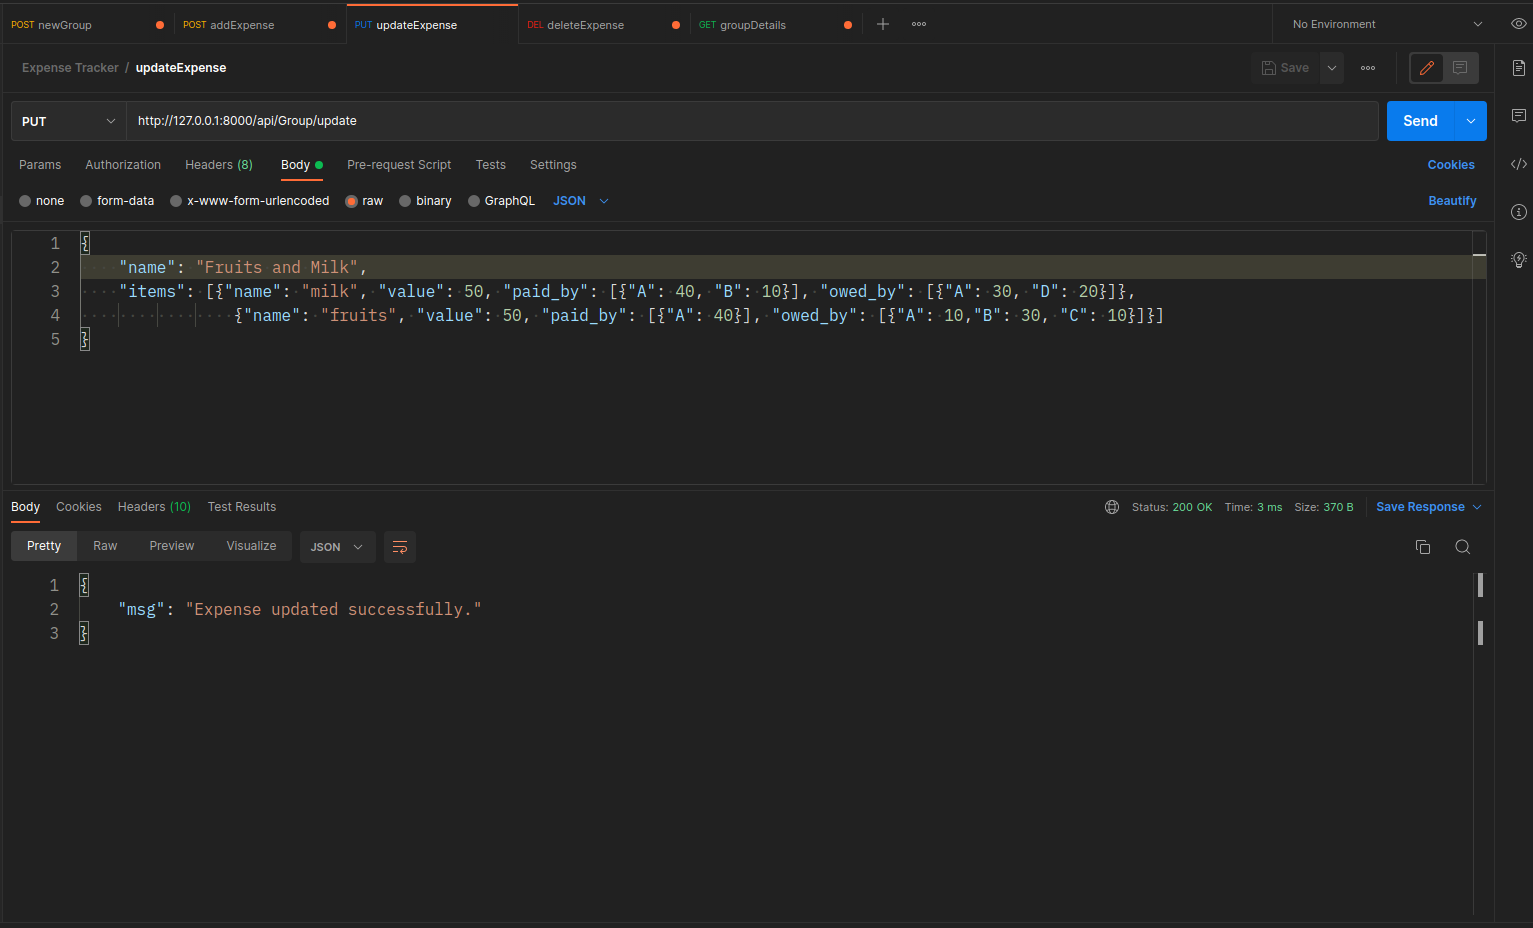 POST newGroup POST addExpense PUT updateExpense DEL deleteExpense GET groupDetails No Environment
Expense Tracker / updateExpense Save
PUT http://127.0.0.1:8000/api/Group/update Send
Params Authorization Headers (8) Body Pre-request Script Tests Settings Cookies
none form-data x-www-form-urlencoded raw binary GraphQL JSON Beautify
1 {
2 "name": "Fruits and Milk",
3 "items": [{"name": "milk", "value": 50, "paid_by": [{"A": 40, "B": 10}], "owed_by": [{"A": 30, "D": 20}]},
4 {"name": "fruits", "value": 50, "paid_by": [{"A": 40}], "owed_by": [{"A": 10,"B": 30, "C": 10}]}]
5 }
Body Cookies Headers (10) Test Results Status: 200 OK Time: 3 ms Size: 370 B Save Response
Pretty Raw Preview Visualize JSON
1 {
2 "msg": "Expense updated successfully."
3 }